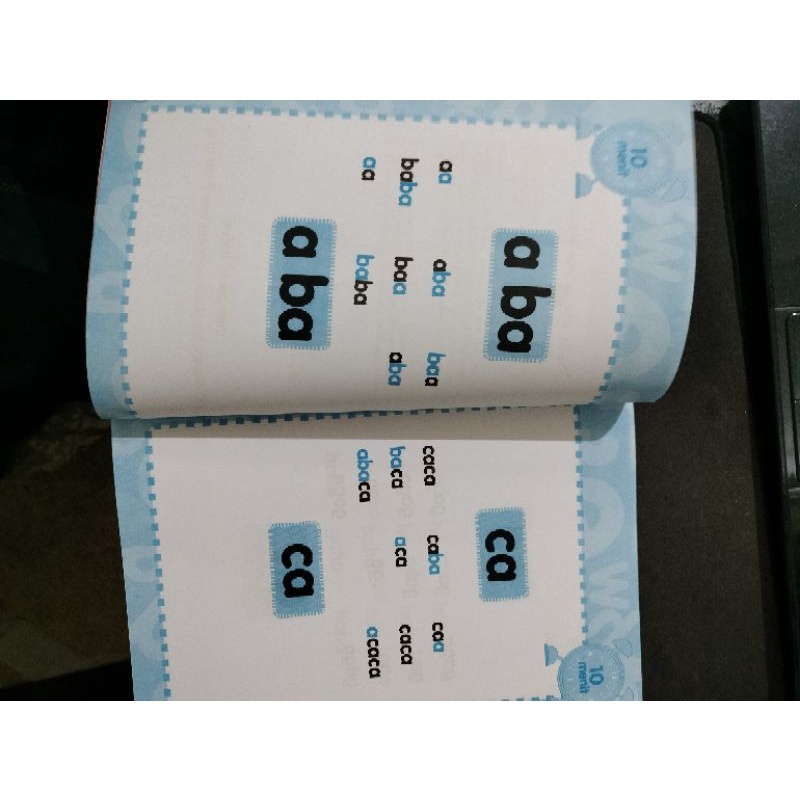 10
menit
a ba
aa aba baa
baba baa aba
aa baba
a ba
10
menit
ca
caca caba caa
baca aca caca
abaca acaca
ca